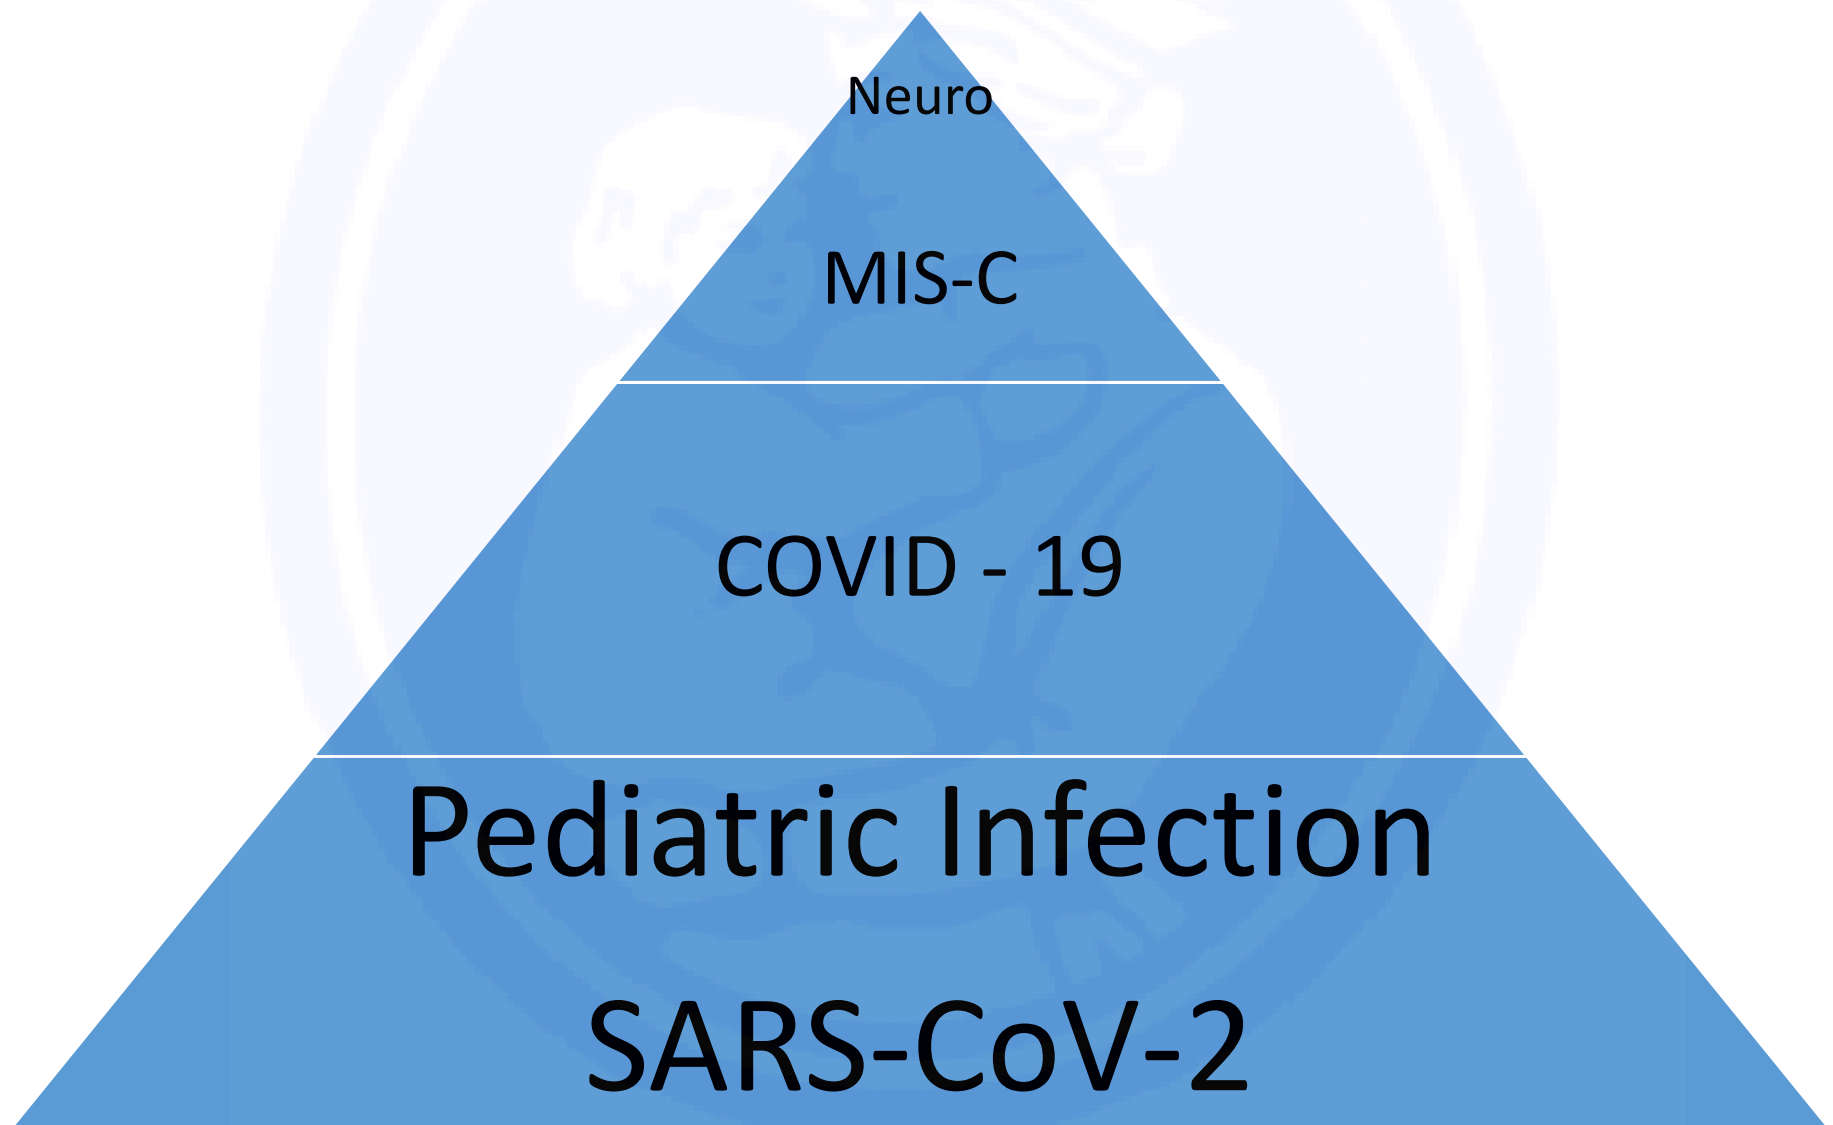 Neuro
MIS-C
COVID - 19
Pediatric Infection
SARS-CoV-2